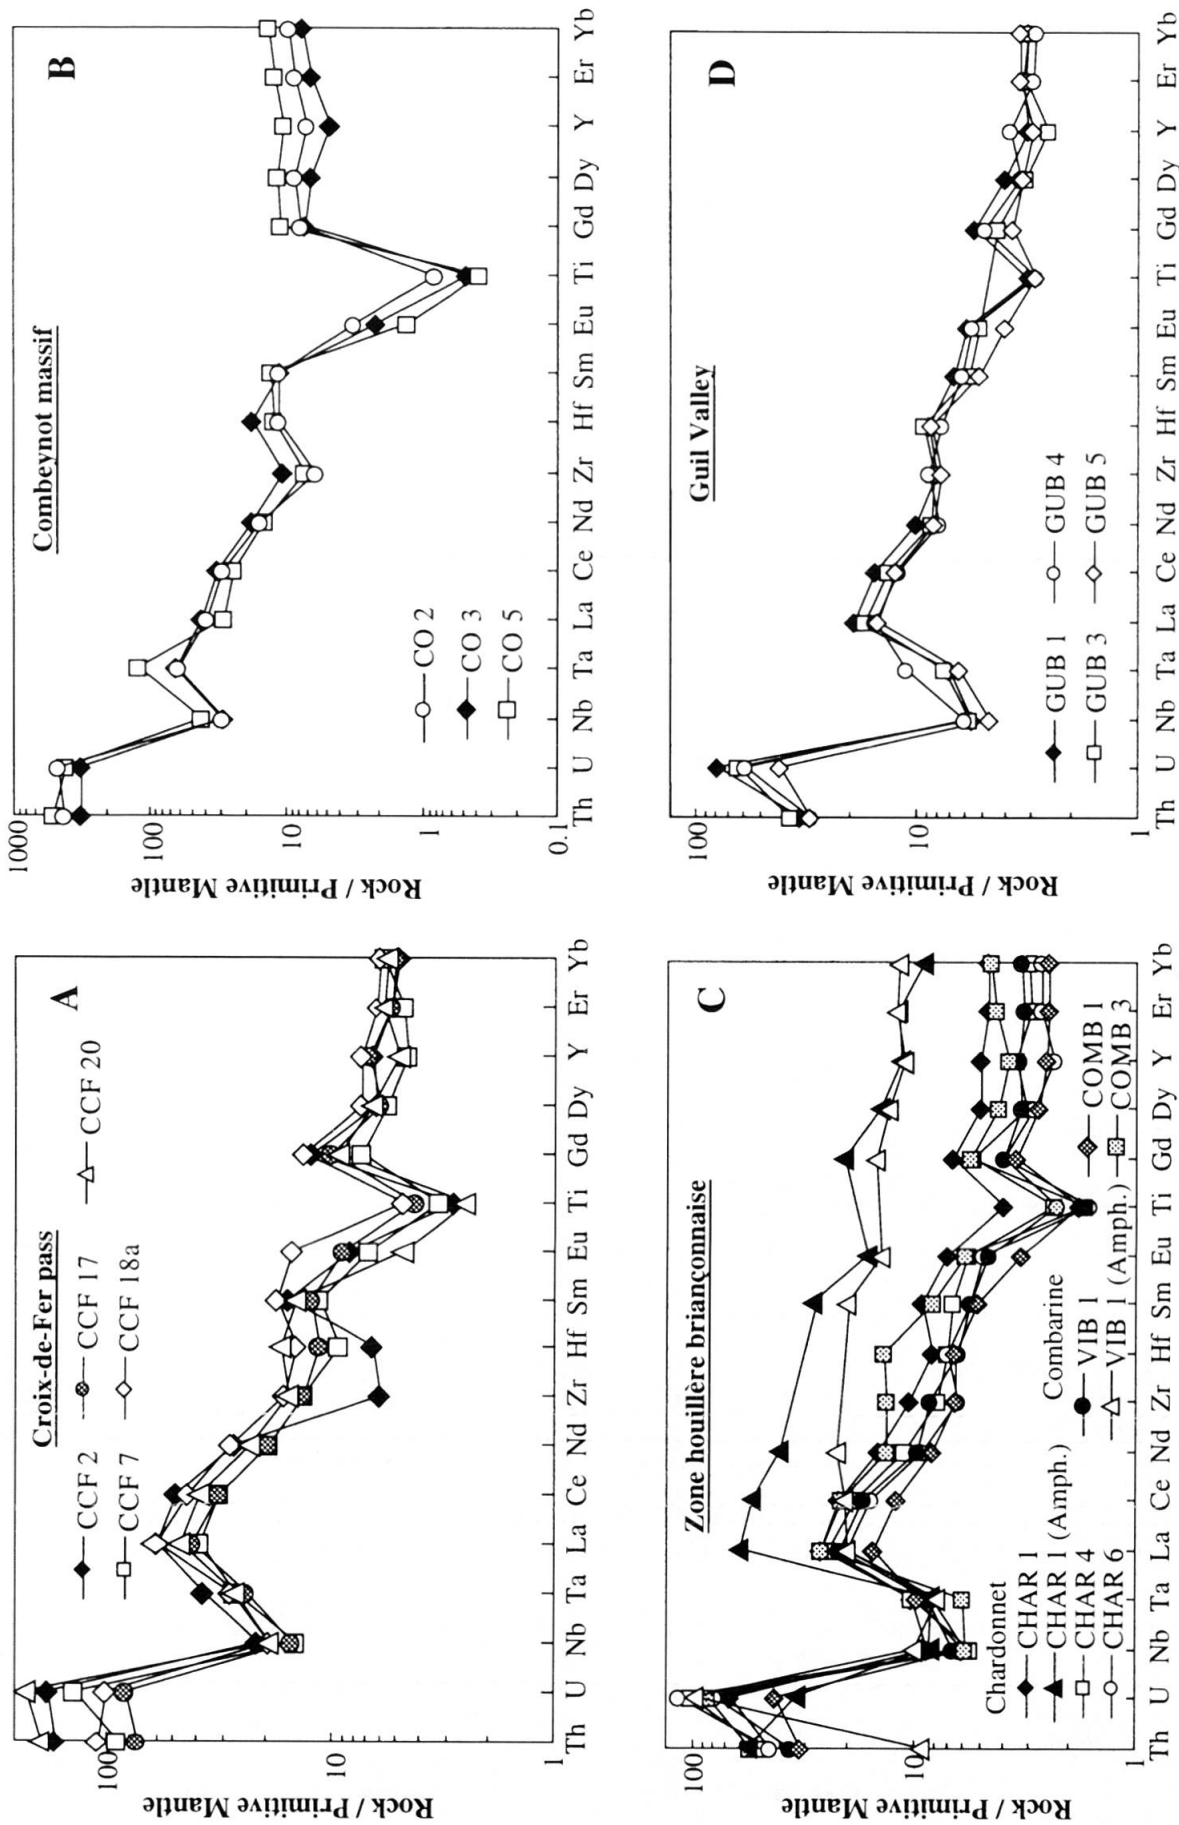 A
Croix-de-Fer pass
CCF 2
CCF 17
CCF 20
CCF 7
CCF 18a
Rock / Primitive Mantle
100
10
1
Th U Nb Ta La Ce Nd Zr Hf Sm Eu Ti Gd Dy Y Er Yb
B
Combeynot massif
CO 2
CO 3
CO 5
Rock / Primitive Mantle
1000
100
10
1
0.1
Th U Nb Ta La Ce Nd Zr Hf Sm Eu Ti Gd Dy Y Er Yb
C
Zone houillère briançonnaise
Chardonnet
CHAR 1
CHAR 1 (Amph.)
CHAR 4
CHAR 6
Combarine
VIB 1
VIB 1 (Amph.)
COMB 1
COMB 3
Rock / Primitive Mantle
100
10
1
Th U Nb Ta La Ce Nd Zr Hf Sm Eu Ti Gd Dy Y Er Yb
D
Guil Valley
GUB 1
GUB 4
GUB 3
GUB 5
Rock / Primitive Mantle
100
10
1
Th U Nb Ta La Ce Nd Zr Hf Sm Eu Ti Gd Dy Y Er Yb